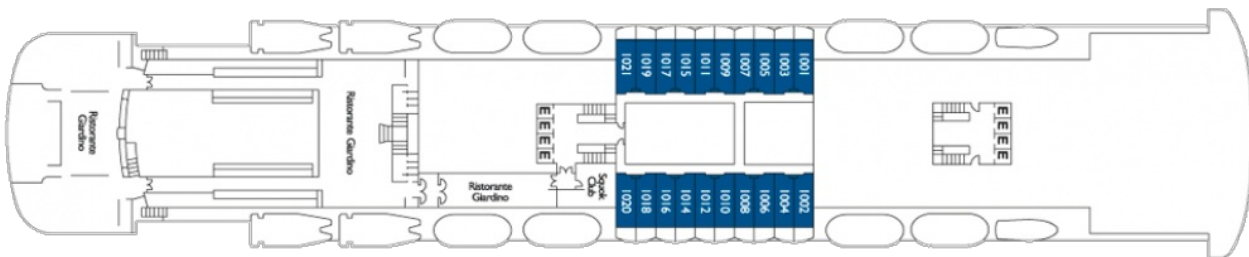 Ristorante
Giardino
Ristorante Giardino
Ristorante
Giardino
Squok
Club
E
E
E
E
1021
1019
1017
1015
1011
1009
1007
1005
1003
1001
1020
1018
1016
1014
1012
1010
1008
1006
1004
1002
E
E
E
E